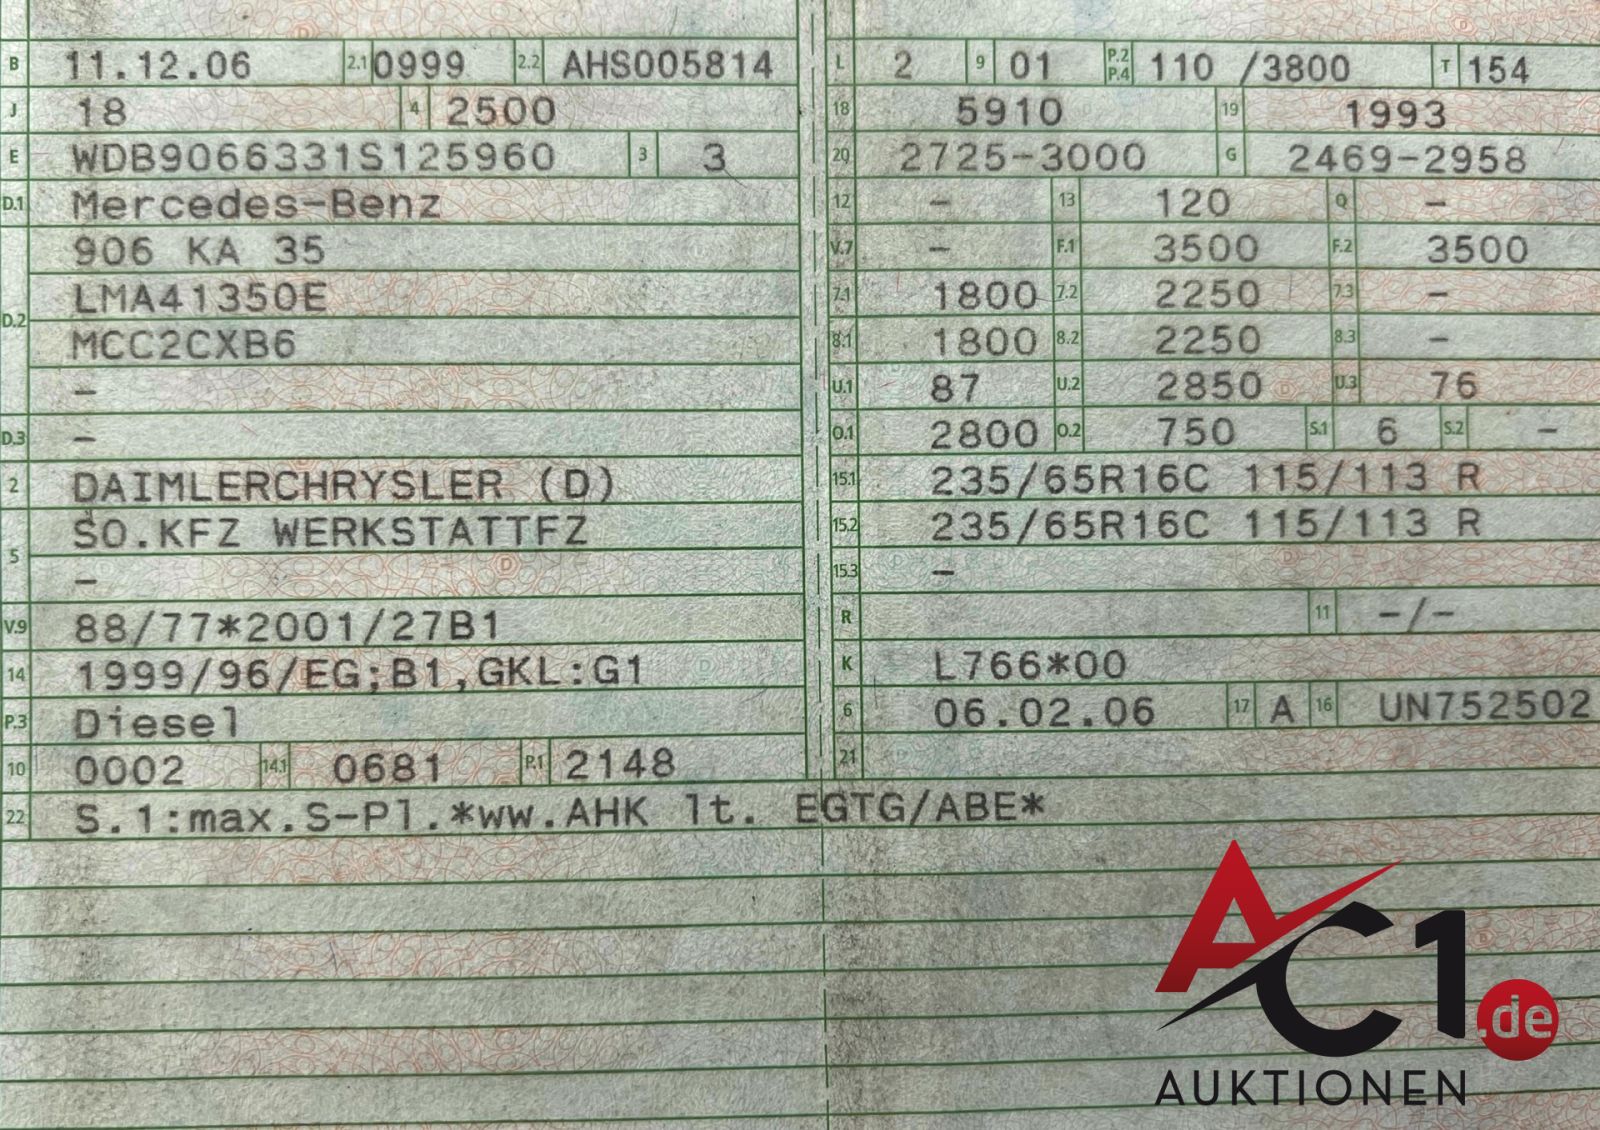 B 11.12.06 2.1 0999 2.2 AHS005814
J 18 4 2500
E WDB9066331S125960 3 3
D.1 Mercedes-Benz
906 KA 35
D.2 LMA41350E
MCC2CXB6
-
D.3 -
2 DAIMLERCHRYSLER (D)
5 SO.KFZ WERKSTATTFZ
-
V.9 88/77*2001/27B1
14 1999/96/EG;B1,GKL:G1
P.3 Diesel
10 0002 14.1 0681 P.1 2148
L 2 9 01 P.2 P.4 110 /3800 T 154
18 5910 19 1993
20 2725-3000 G 2469-2958
12 - 13 120 Q -
V.7 - F.1 3500 F.2 3500
7.1 1800 7.2 2250 7.3 -
8.1 1800 8.2 2250 8.3 -
U.1 87 U.2 2850 U.3 76
O.1 2800 O.2 750 S.1 6 S.2 -
15.1 235/65R16C 115/113 R
15.2 235/65R16C 115/113 R
15.3 -
R 11 -/-
K L766*00
6 06.02.06 17 A 16 UN752502
21
22 S.1:max.S-Pl.*ww.AHK lt. EGTG/ABE*
AC1.de
AUKTIONEN